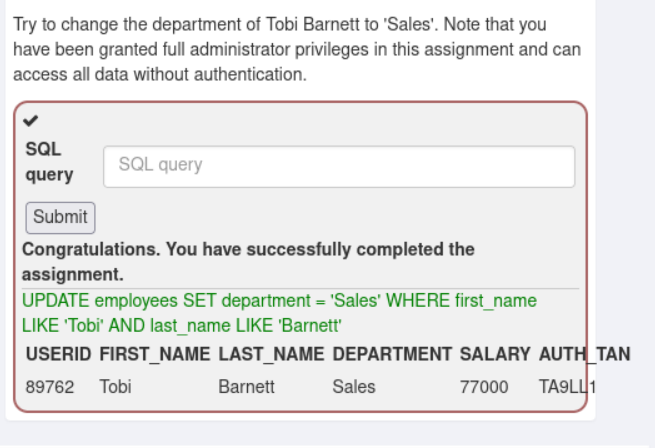 Try to change the department of Tobi Barnett to 'Sales'. Note that you
have been granted full administrator privileges in this assignment and can
access all data without authentication.
SQL
query
SQL query
Submit
Congratulations. You have successfully completed the
assignment.
UPDATE employees SET department = 'Sales' WHERE first_name
LIKE 'Tobi' AND last_name LIKE 'Barnett'
USERID FIRST_NAME LAST_NAME DEPARTMENT SALARY AUTH_TAN
89762 Tobi Barnett Sales 77000 TA9LL1